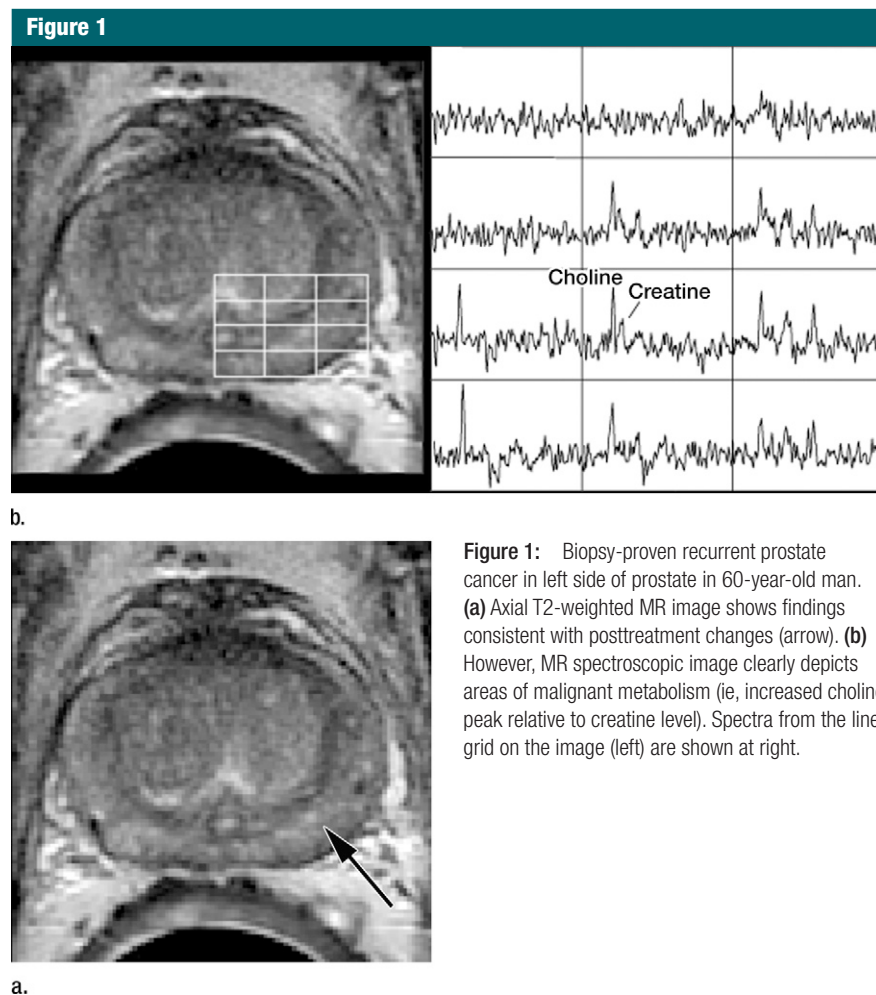 Figure 1
Choline
Creatine
b.
Figure 1: Biopsy-proven recurrent prostate
cancer in left side of prostate in 60-year-old man.
(a) Axial T2-weighted MR image shows findings
consistent with posttreatment changes (arrow). (b)
However, MR spectroscopic image clearly depicts
areas of malignant metabolism (ie, increased cholin
peak relative to creatine level). Spectra from the line
grid on the image (left) are shown at right.
a.